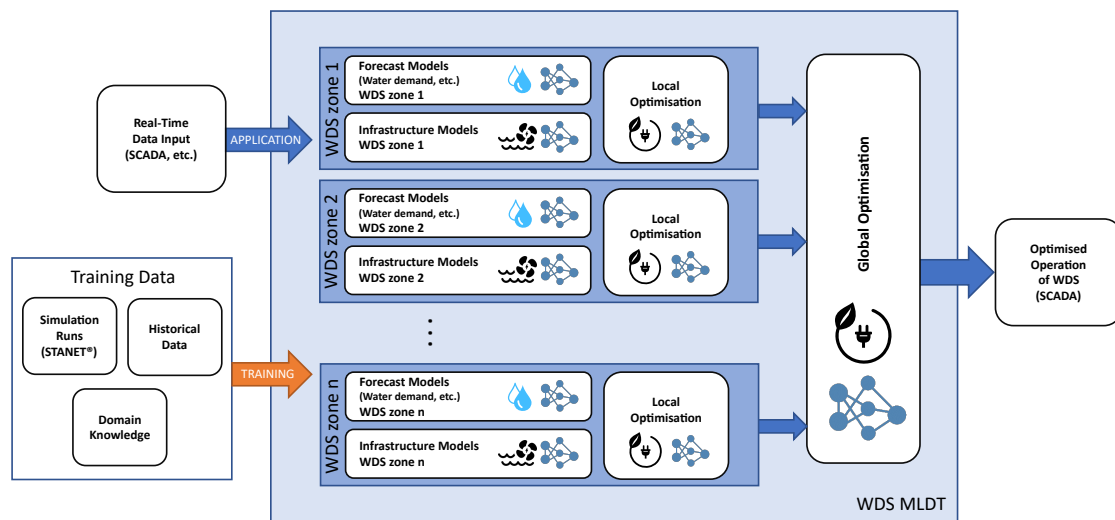 Real-Time
Data Input
(SCADA, etc.)
APPLICATION
Training Data
Simulation
Runs
(STANET®)
Historical
Data
Domain
Knowledge
TRAINING
WDS zone 1
Forecast Models
(Water demand, etc.)
WDS zone 1
Infrastructure Models
WDS zone 1
Local
Optimisation
WDS zone 2
Forecast Models
(Water demand, etc.)
WDS zone 2
Infrastructure Models
WDS zone 2
Local
Optimisation
...
WDS zone n
Forecast Models
(Water demand, etc.)
WDS zone n
Infrastructure Models
WDS zone n
Local
Optimisation
Global Optimisation
WDS MLDT
Optimised
Operation
of WDS
(SCADA)